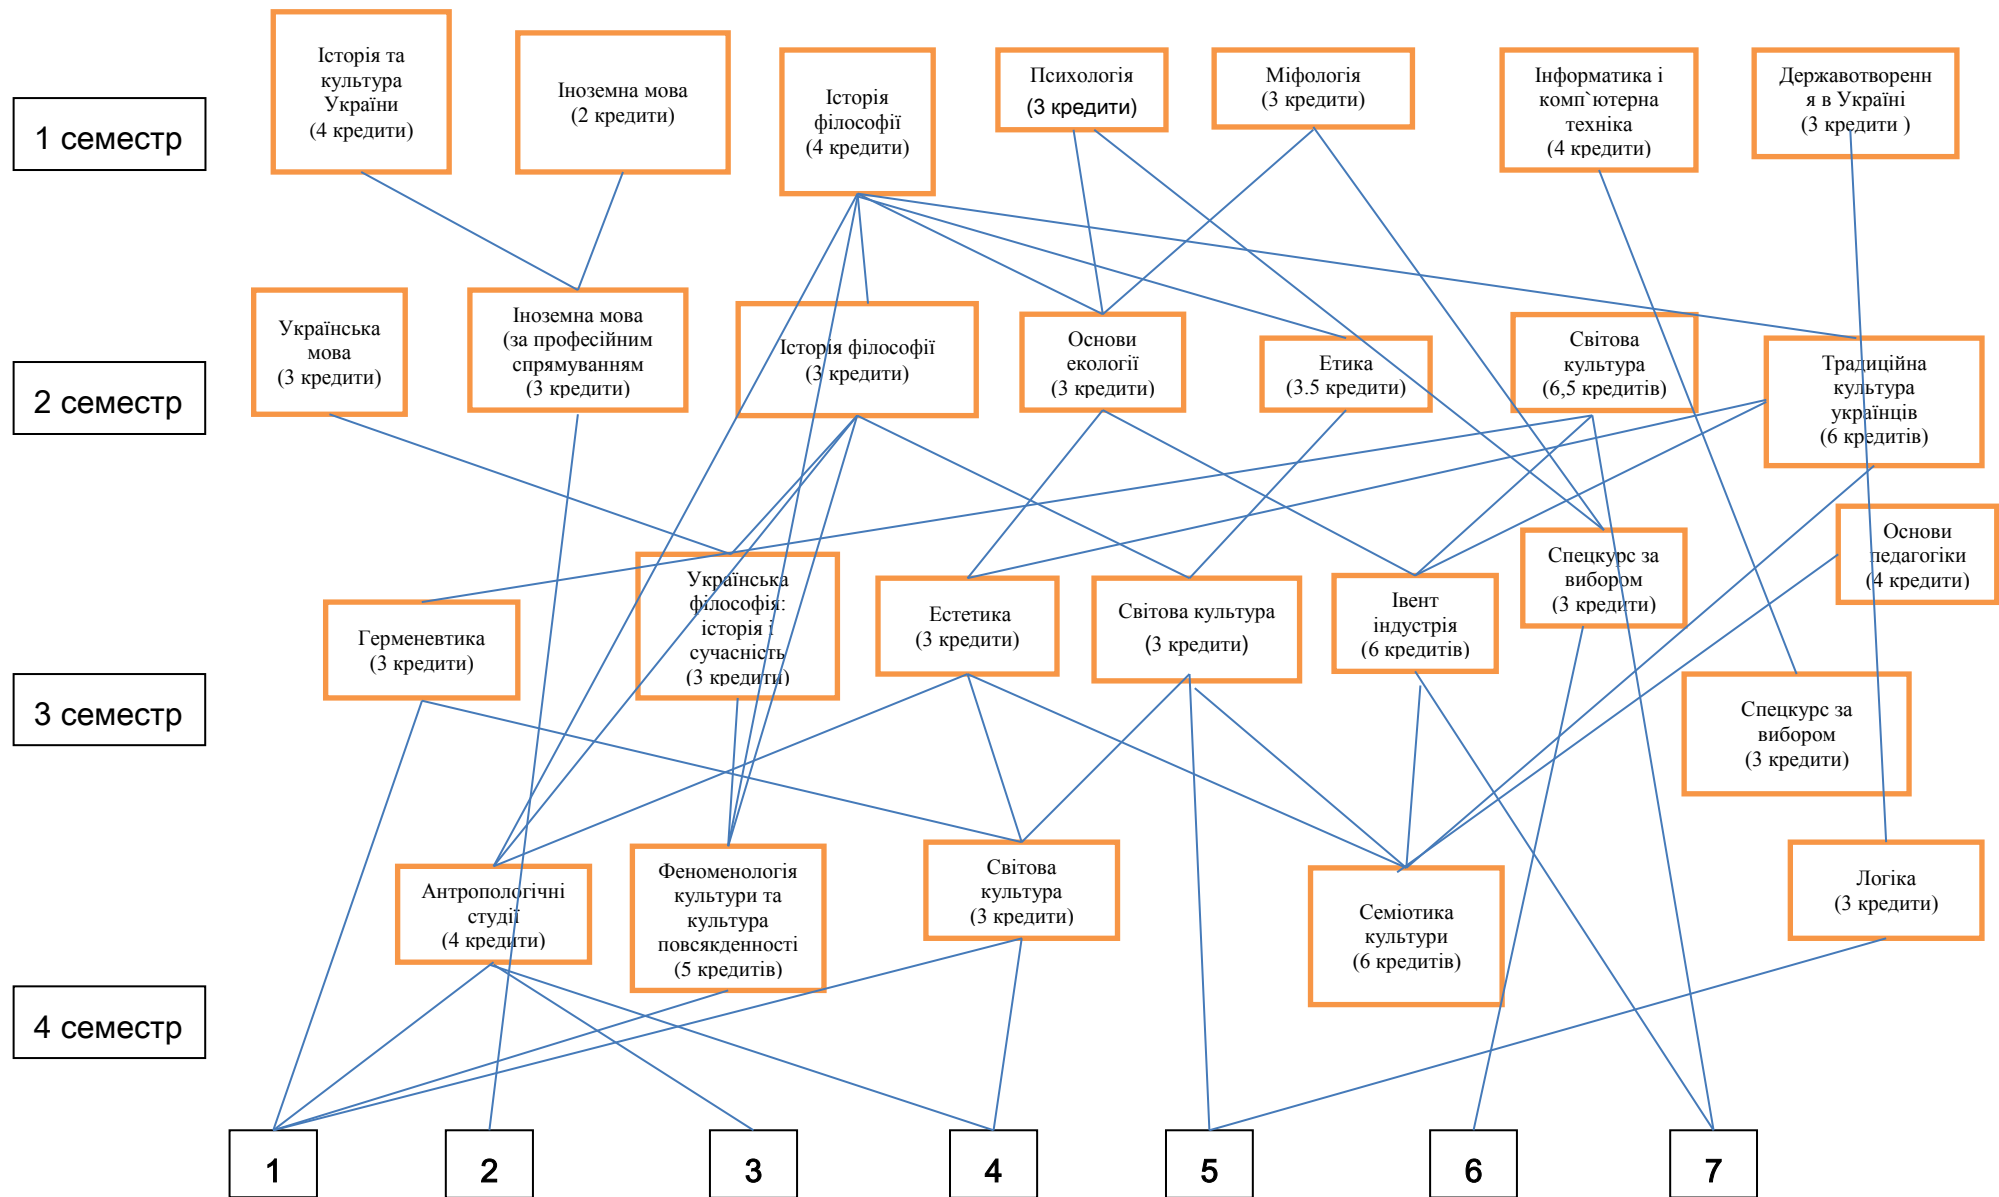 1 семестр
Історія та
культура
України
(4 кредити)
Іноземна мова
(2 кредити)
Історія
філософії
(4 кредити)
Психологія
(3 кредити)
Міфологія
(3 кредити)
Інформатика і
комп`ютерна
техніка
(4 кредити)
Державотворенн
я в Україні
(3 кредити )
2 семестр
Українська
мова
(3 кредити)
Іноземна мова
(за професійним
спрямуванням
(3 кредити)
Історія філософії
(3 кредити)
Основи
екології
(3 кредити)
Етика
(3.5 кредити)
Світова
культура
(6,5 кредитів)
Традиційна
культура
українців
(6 кредитів)
3 семестр
Герменевтика
(3 кредити)
Українська
філософія:
історія і
сучасність
(3 кредити)
Естетика
(3 кредити)
Світова культура
(3 кредити)
Івент
індустрія
(6 кредитів)
Спецкурс за
вибором
(3 кредити)
Основи
педагогіки
(4 кредити)
Спецкурс за
вибором
(3 кредити)
4 семестр
Антропологічні
студії
(4 кредити)
Феноменологія
культури та
культура
повсякденності
(5 кредитів)
Світова
культура
(3 кредити)
Семіотика
культури
(6 кредитів)
Логіка
(3 кредити)
1
2
3
4
5
6
7